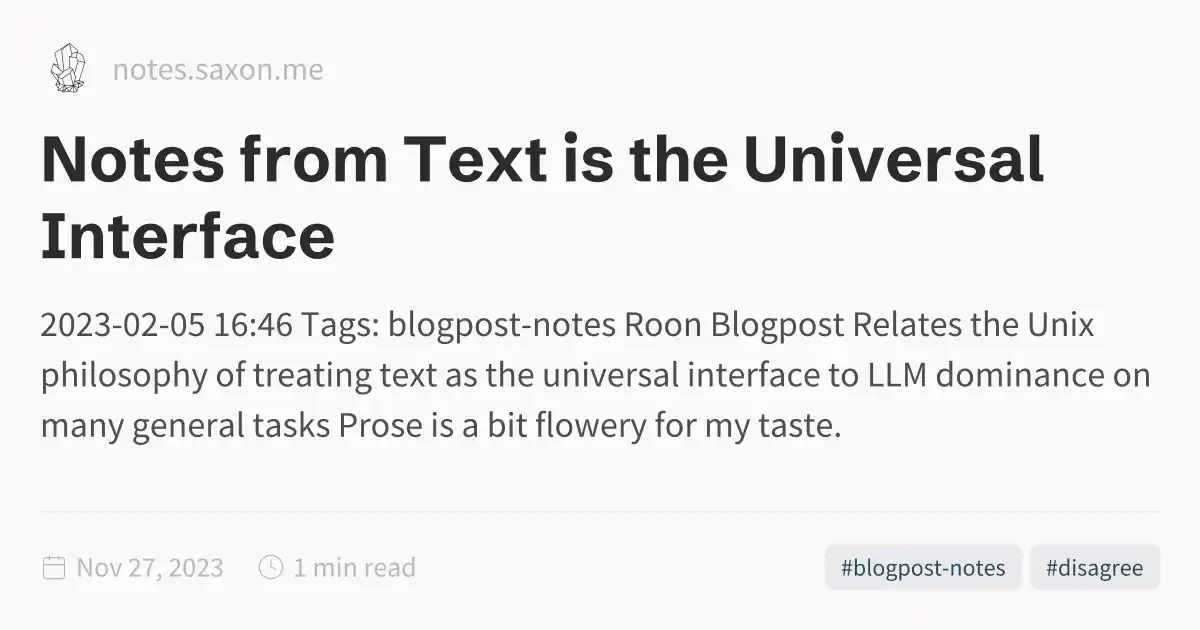 notes.saxon.me
Notes from Text is the Universal
Interface
2023-02-05 16:46 Tags: blogpost-notes Roon Blogpost Relates the Unix
philosophy of treating text as the universal interface to LLM dominance on
many general tasks Prose is a bit flowery for my taste.
Nov 27, 2023 1 min read #blogpost-notes #disagree